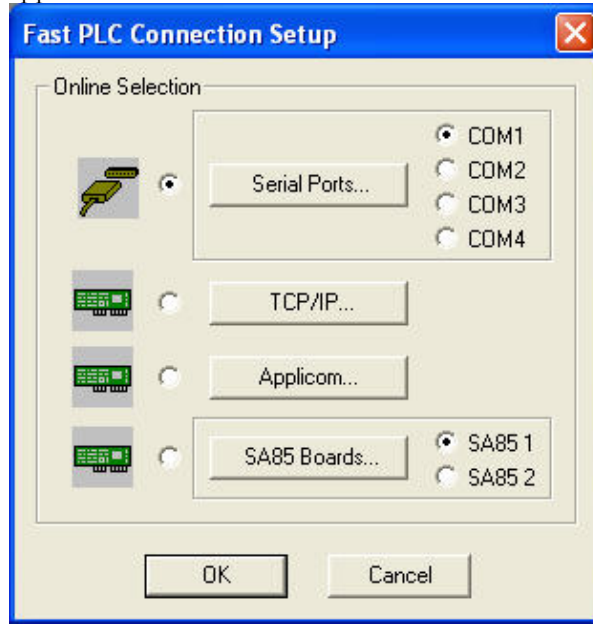 Fast PLC Connection Setup
Online Selection
Serial Ports...
COM1
COM2
COM3
COM4
TCP/IP...
Applicom...
SA85 Boards...
SA85 1
SA85 2
OK
Cancel